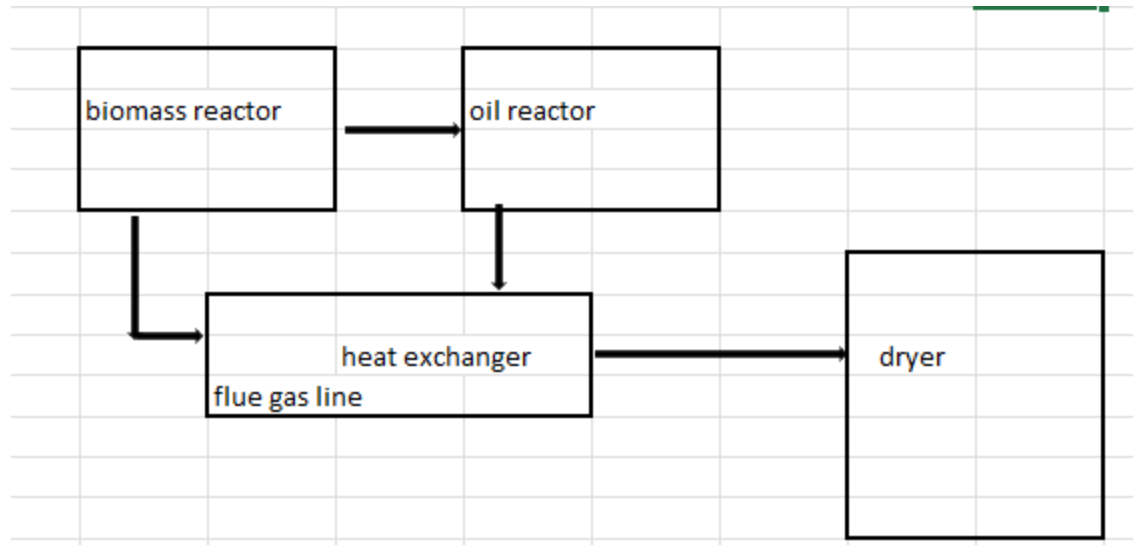 biomass reactor
oil reactor
heat exchanger
flue gas line
dryer